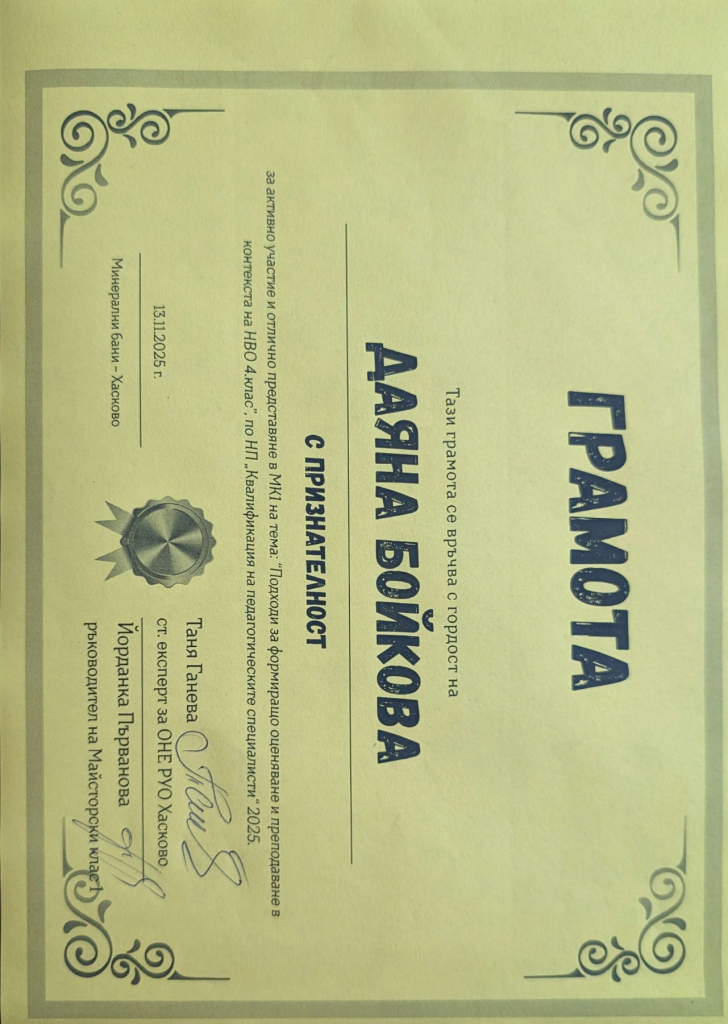 ГРАМОТА
Тази грамота се връчва с гордост на
ДАЯНА БОЙКОВА
С ПРИЗНАТЕЛНОСТ
за активно участие и отлично представяне в МК1 на тема: "Подходи за формиращо оценяване и преподаване в
контекста на НВО 4.клас", по НП „Квалификация на педагогическите специалисти“ 2025.
13.11.2025 г.
Минерални бани – Хасково
Таня Ганева
ст. експерт за ОНЕ РУО Хасково
Йорданка Първанова
ръководител на Майсторски клас 1